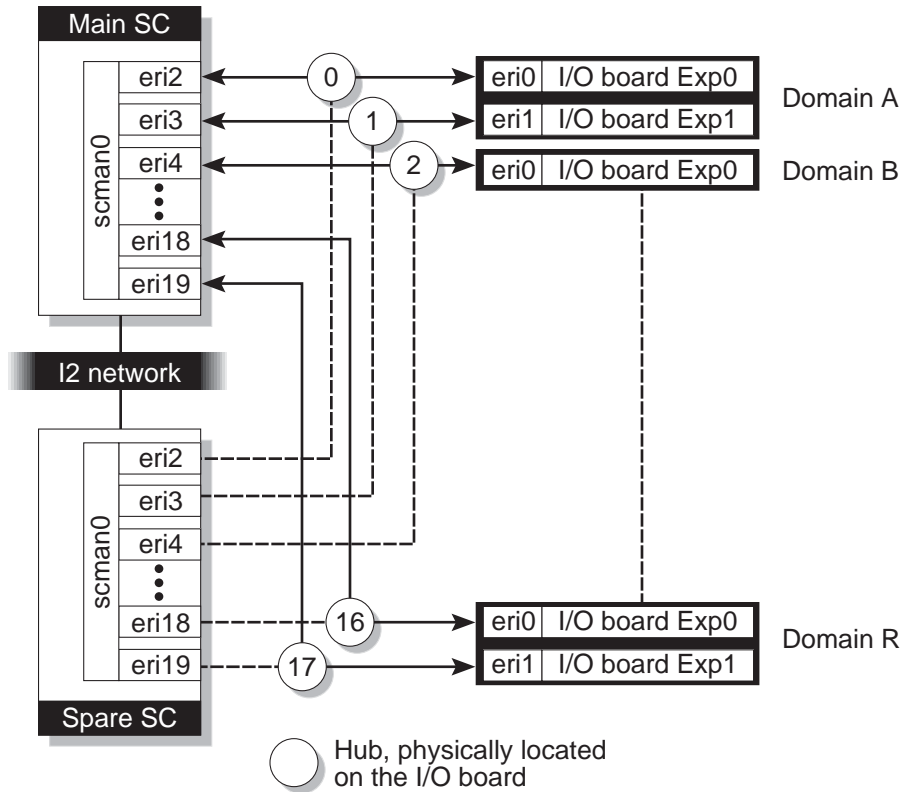 Main SC
scman0
eri2
eri3
eri4
eri18
eri19
0
1
2
eri0 I/O board Exp0
eri1 I/O board Exp1
Domain A
eri0 I/O board Exp0
Domain B
I2 network
scman0
eri2
eri3
eri4
eri18
eri19
Spare SC
16
17
eri0 I/O board Exp0
eri1 I/O board Exp1
Domain R
Hub, physically located
on the I/O board